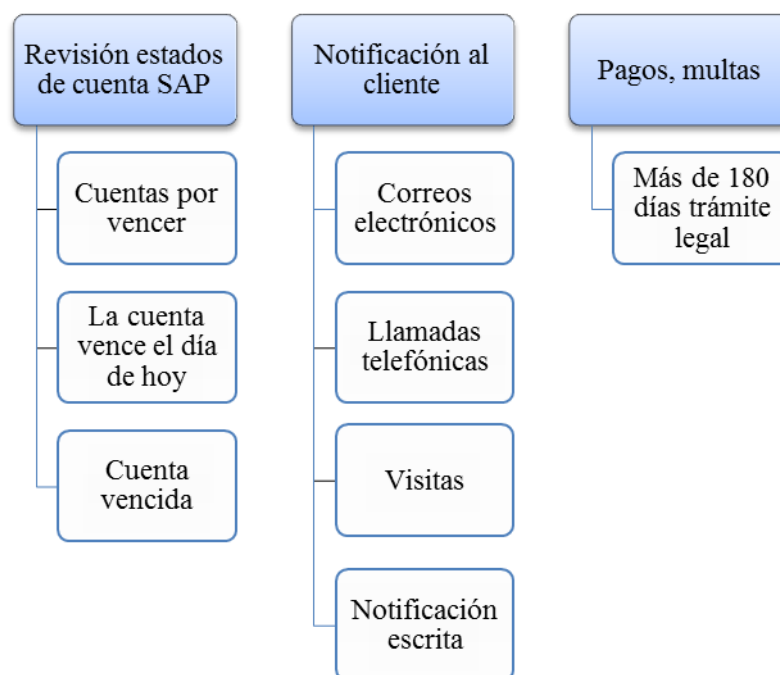 Revisión estados
de cuenta SAP
Cuentas por
vencer
La cuenta
vence el día
de hoy
Cuenta
vencida
Notificación al
cliente
Correos
electrónicos
Llamadas
telefónicas
Visitas
Notificación
escrita
Pagos, multas
Más de 180
días trámite
legal